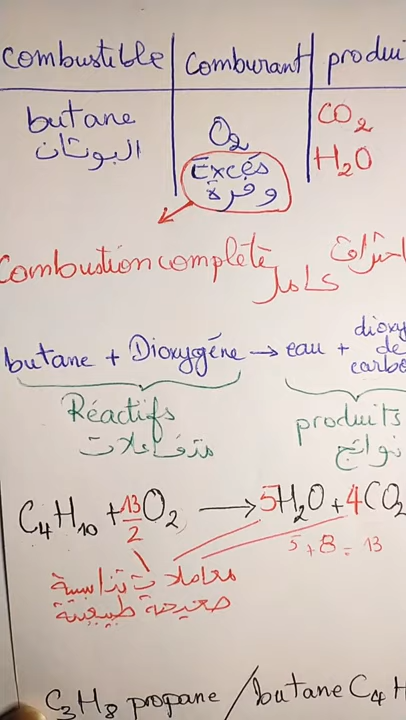 combustible | comburant | produi
butane | O₂ | CO₂
البوتان | Excés | H₂O
وفرة
Combustion complète احتراق كامل
butane + Dioxygéne → eau + dioxy de carbo
Réactifs produits
متفاعلات نواتج
C₄H₁₀ + 13/2 O₂ → 5H₂O + 4CO₂
5 + 8 = 13
معاملات تناسبية
صحيحة طبيعية
C₃H₈ propane / butane C₄H